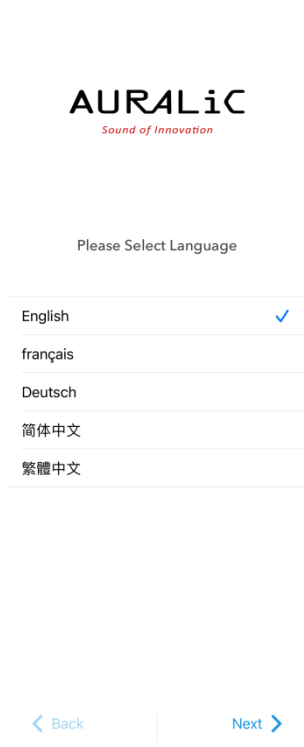 AURALiC
Sound of Innovation
Please Select Language
English
français
Deutsch
简体中文
繁體中文
Back
Next